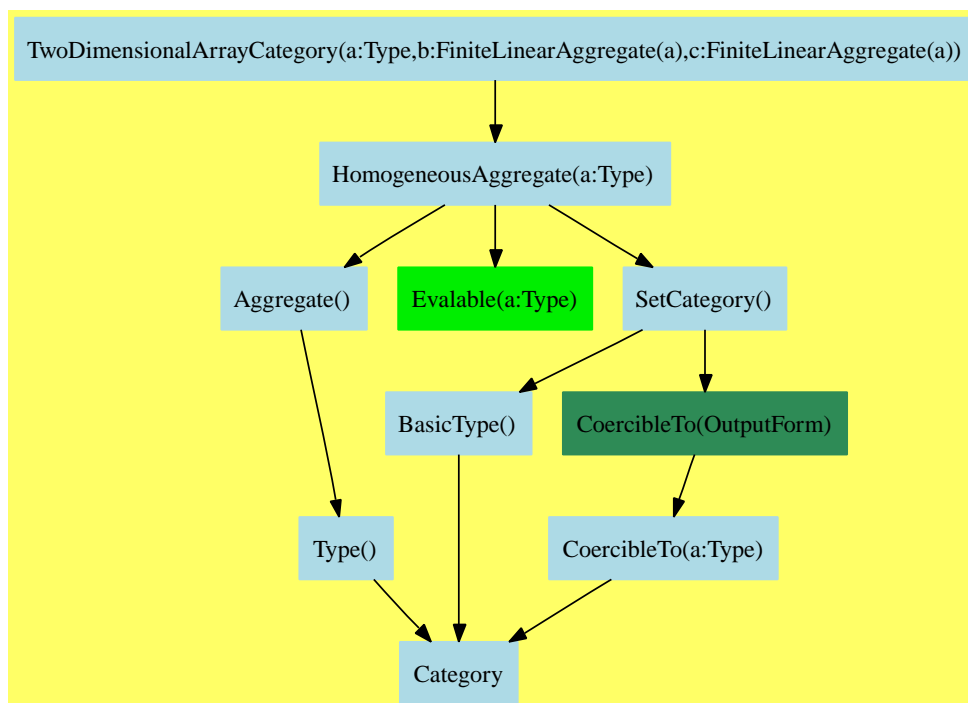 TwoDimensionalArrayCategory(a:Type,b:FiniteLinearAggregate(a),c:FiniteLinearAggregate(a))
HomogeneousAggregate(a:Type)
Aggregate()
Evalable(a:Type)
SetCategory()
BasicType()
CoercibleTo(OutputForm)
Type()
CoercibleTo(a:Type)
Category